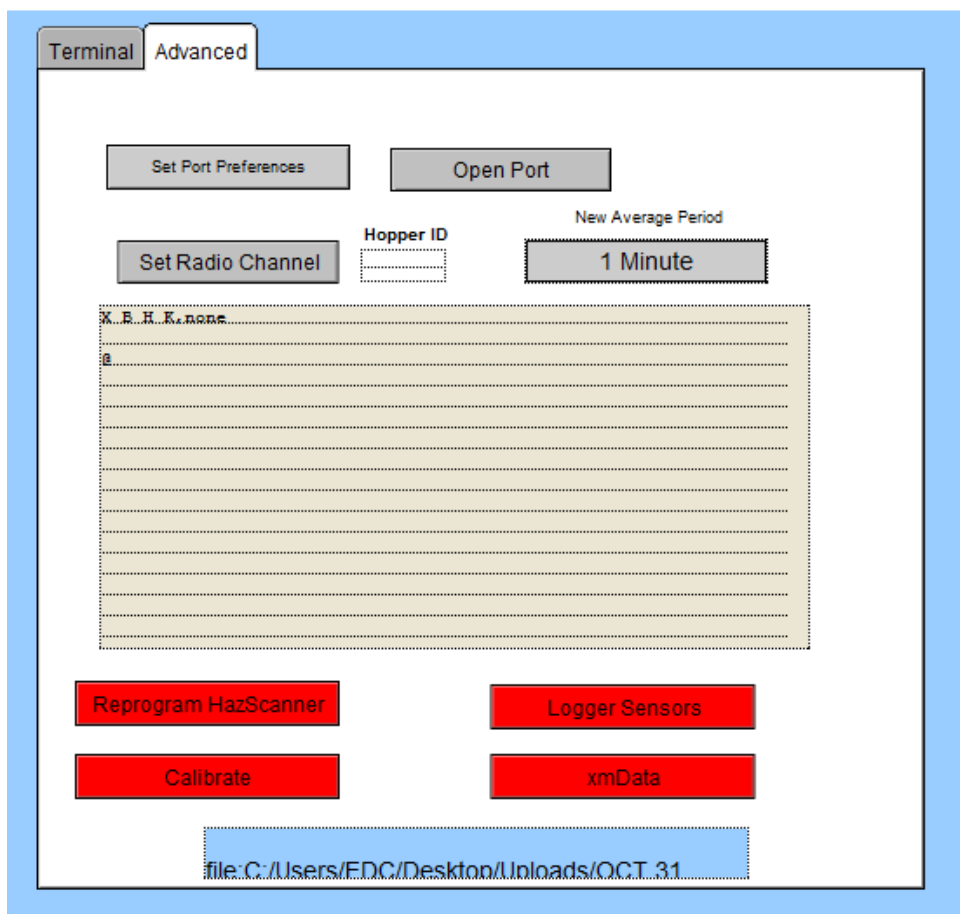 Terminal Advanced
Set Port Preferences Open Port
New Average Period
Hopper ID
Set Radio Channel 1 Minute
X B H K,none
@
Reprogram HazScanner Logger Sensors
Calibrate xmData
file:C:/Users/EDC/Desktop/Uploads/OCT 31